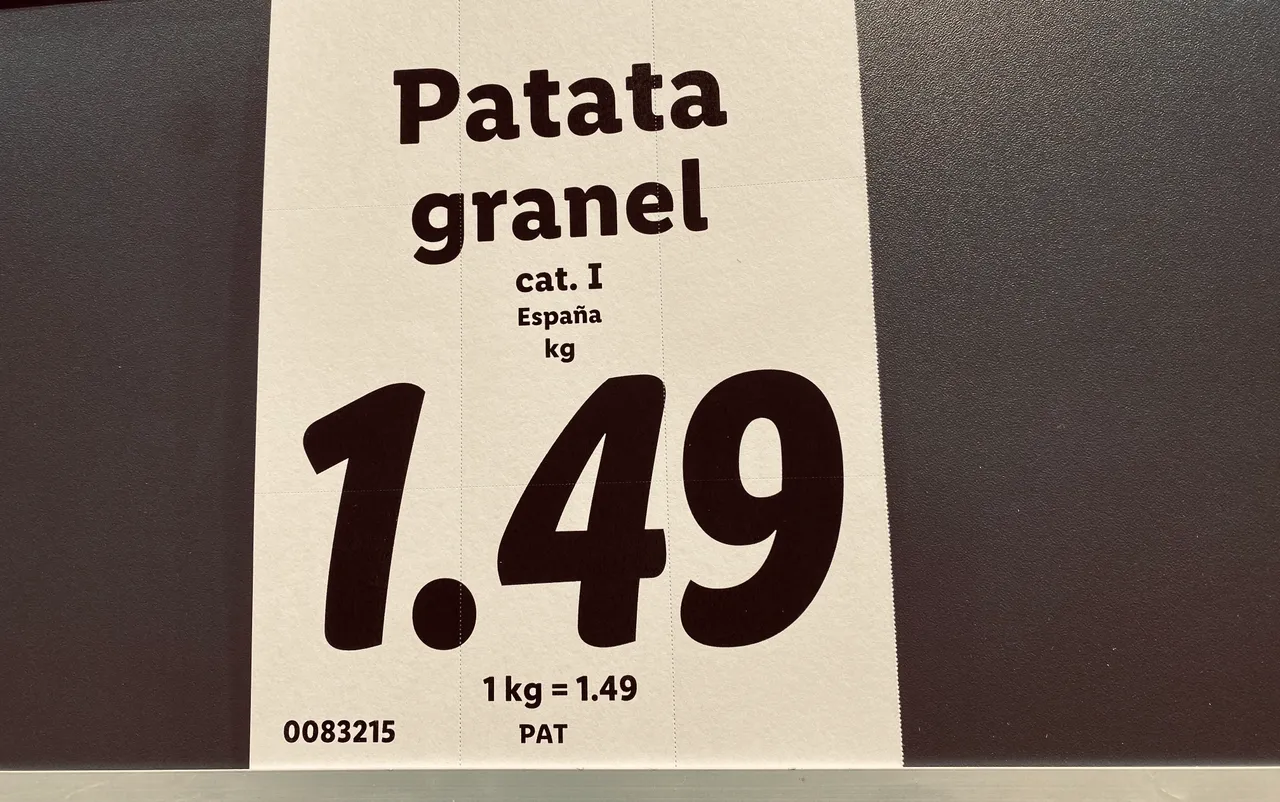 Patata
granel
cat. I
España
kg
1.49
1 kg = 1.49
0083215 PAT